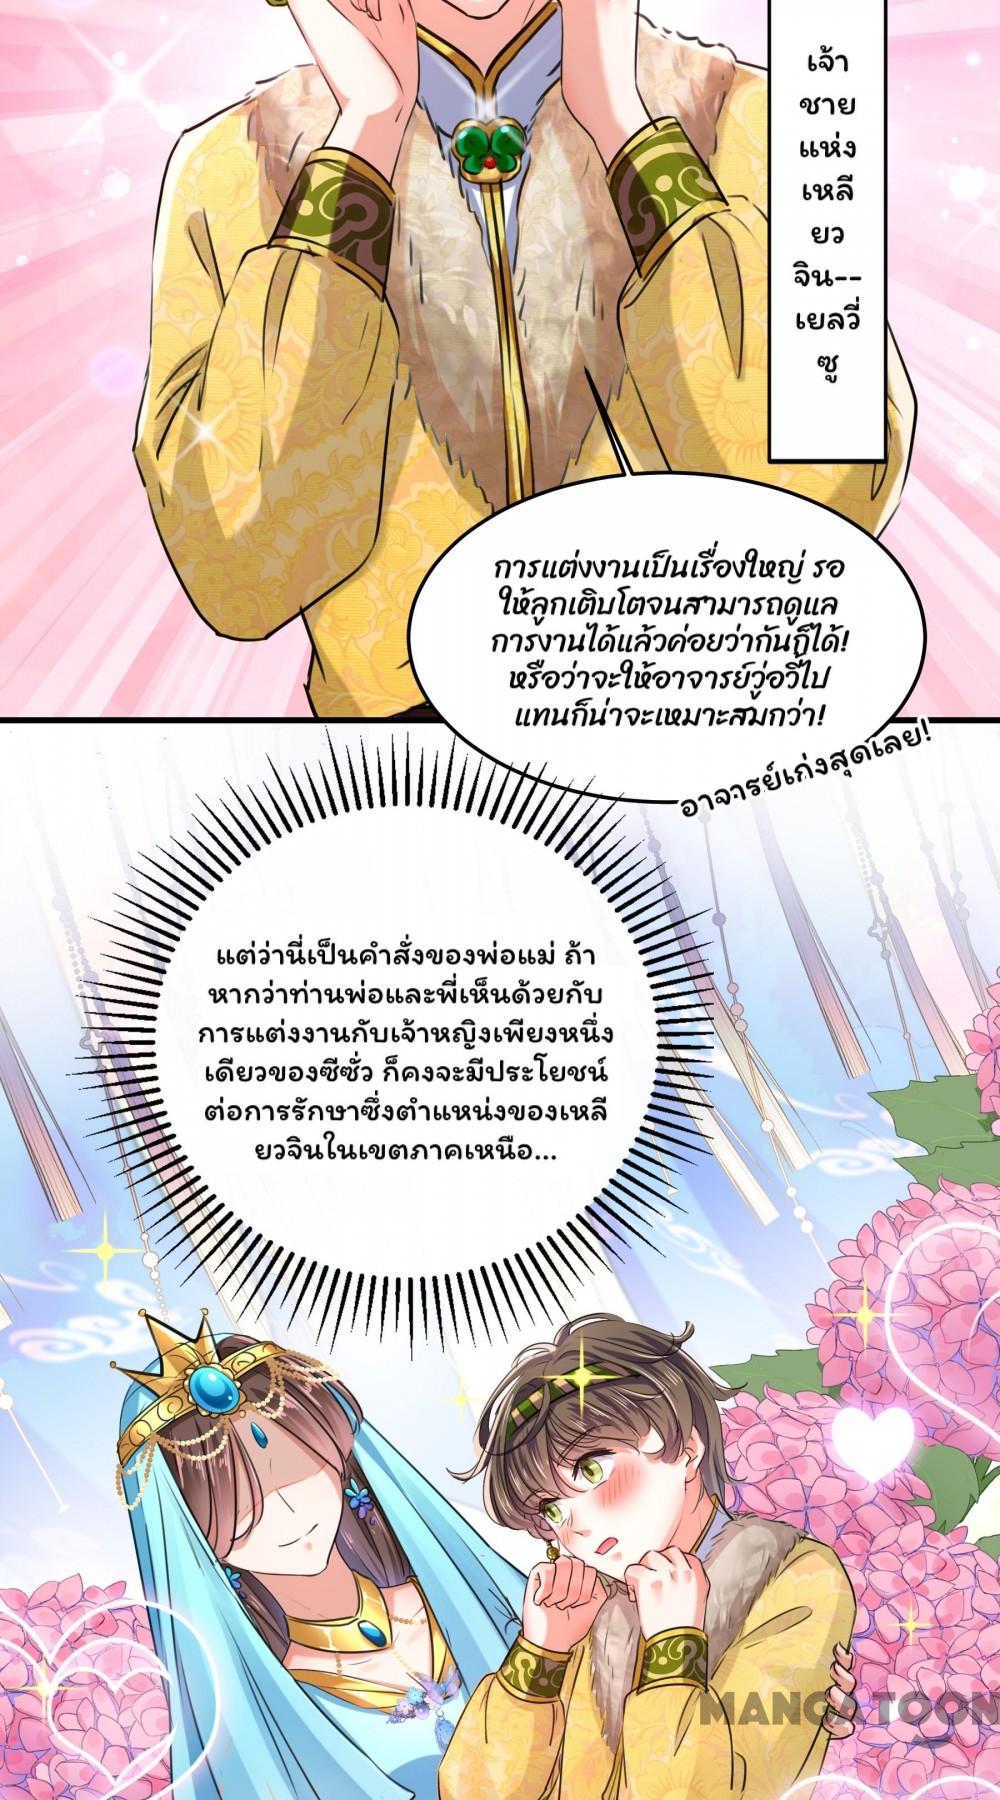 เจ้า
ชาย
แห่ง
เหลี
ยว
จิน--
เยลวี่
ซู
การแต่งงานเป็นเรื่องใหญ่ รอ
ให้ลูกเติบโตจนสามารถดูแล
การงานได้แล้วค่อยว่ากันก็ได้!
หรือว่าจะให้อาจารย์วู่อวี้ไป
แทนก็น่าจะเหมาะสมกว่า!
อาจารย์เก่งสุดเลย!
แต่ว่านี่เป็นคำสั่งของพ่อแม่ ถ้า
หากว่าท่านพ่อและพี่เห็นด้วยกับ
การแต่งงานกับเจ้าหญิงเพียงหนึ่ง
เดียวของซีซั่ว ก็คงจะมีประโยชน์
ต่อการรักษาซึ่งตำแหน่งของเหลี
ยวจินในเขตภาคเหนือ...
MANGATOON